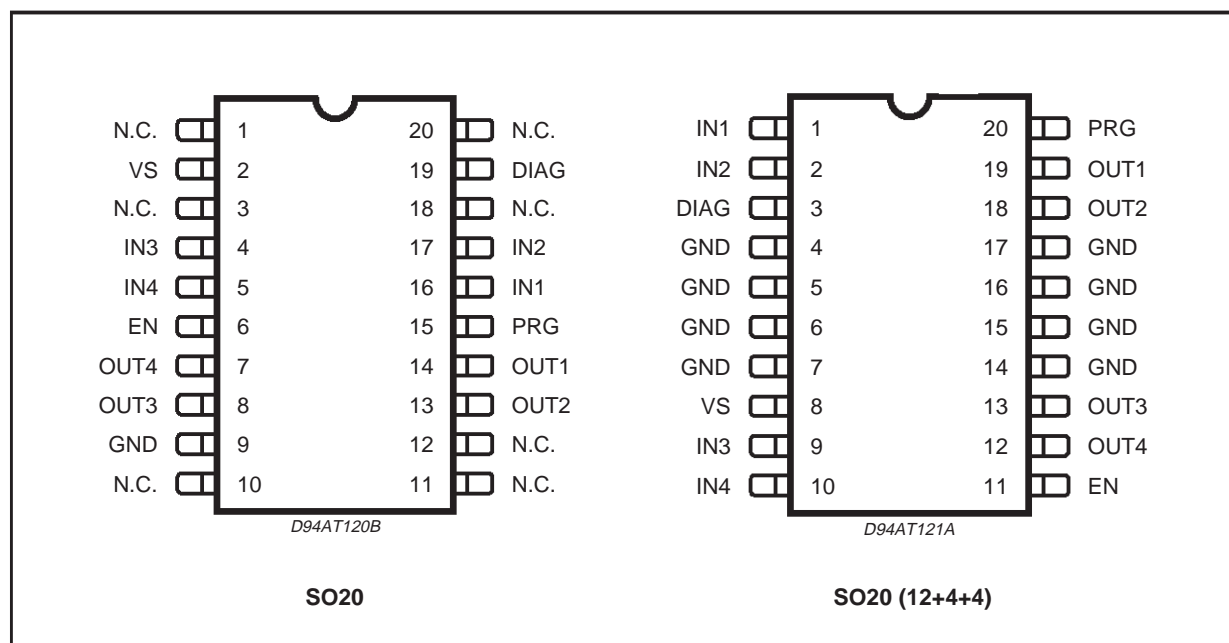 N.C. 1 20 N.C.
VS 2 19 DIAG
N.C. 3 18 N.C.
IN3 4 17 IN2
IN4 5 16 IN1
EN 6 15 PRG
OUT4 7 14 OUT1
OUT3 8 13 OUT2
GND 9 12 N.C.
N.C. 10 11 N.C.
D94AT120B
SO20
IN1 1 20 PRG
IN2 2 19 OUT1
DIAG 3 18 OUT2
GND 4 17 GND
GND 5 16 GND
GND 6 15 GND
GND 7 14 GND
VS 8 13 OUT3
IN3 9 12 OUT4
IN4 10 11 EN
D94AT121A
SO20 (12+4+4)